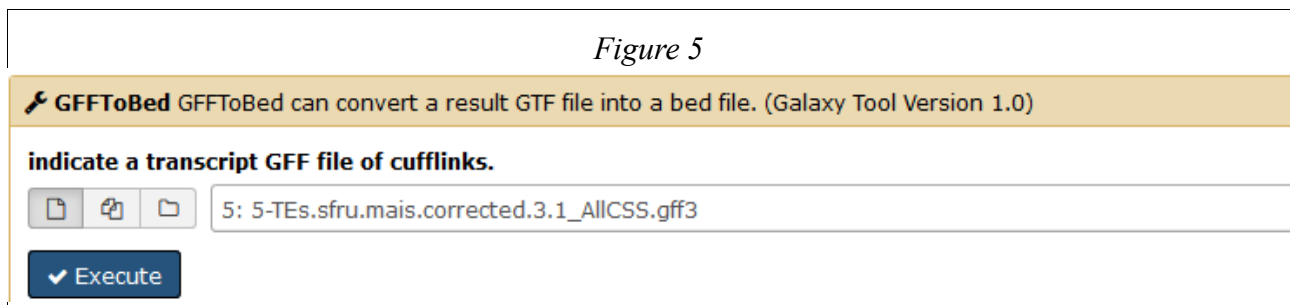 Figure 5
GFFToBed GFFToBed can convert a result GTF file into a bed file. (Galaxy Tool Version 1.0)
indicate a transcript GFF file of cufflinks.
5: 5-TEs.sfru.mais.corrected.3.1_AllCSS.gff3
Execute